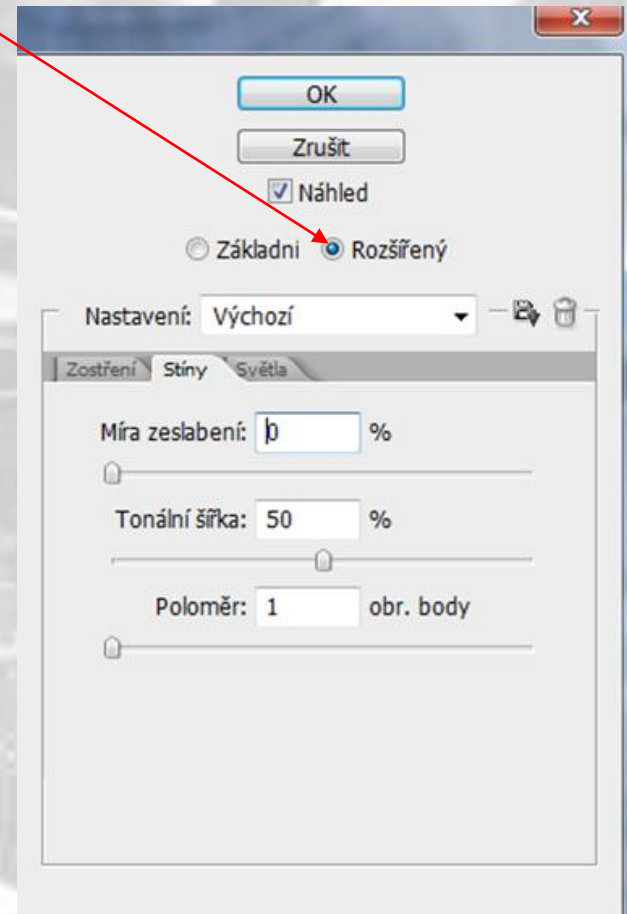 x
OK
Zrušit
Náhled
Základni Rozšířený
Nastavení: Výchozí
Zostření Stíny Světla
Míra zeslabení: 0 %
Tonální šířka: 50 %
Poloměr: 1 obr. body